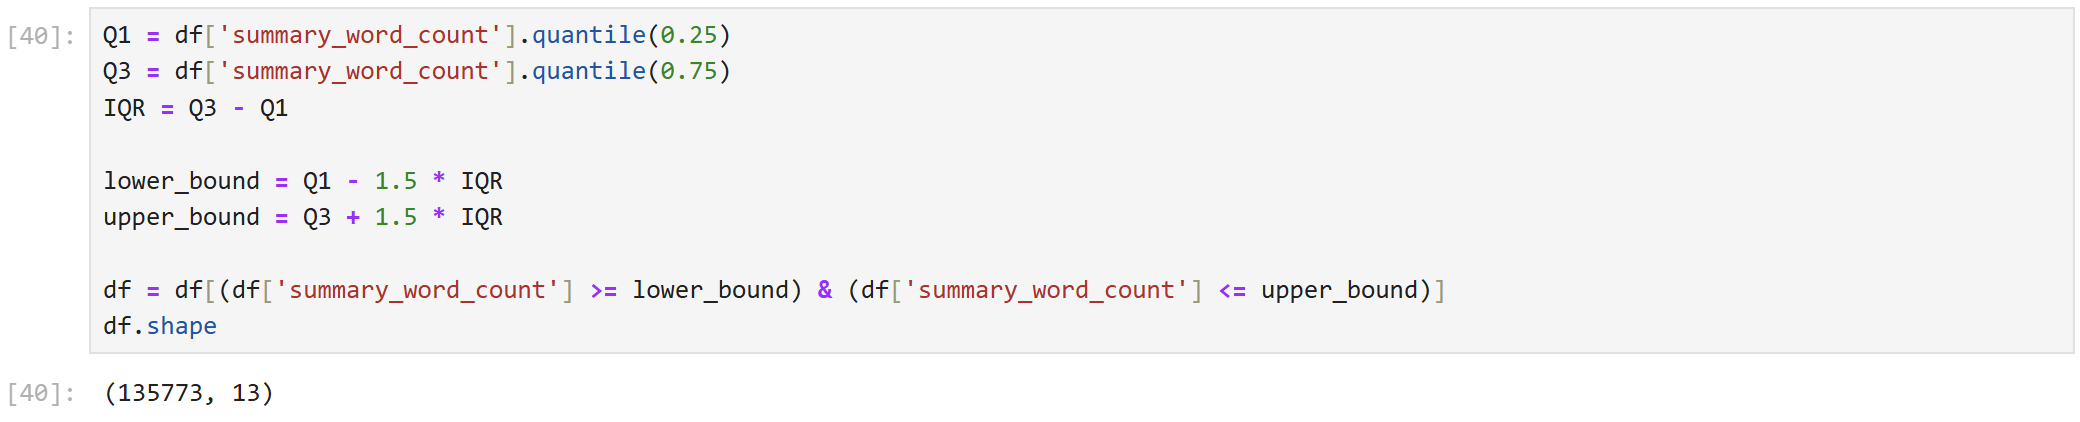 [40]: Q1 = df['summary_word_count'].quantile(0.25)
Q3 = df['summary_word_count'].quantile(0.75)
IQR = Q3 - Q1
lower_bound = Q1 - 1.5 * IQR
upper_bound = Q3 + 1.5 * IQR
df = df[(df['summary_word_count'] >= lower_bound) & (df['summary_word_count'] <= upper_bound)]
df.shape
[40]: (135773, 13)